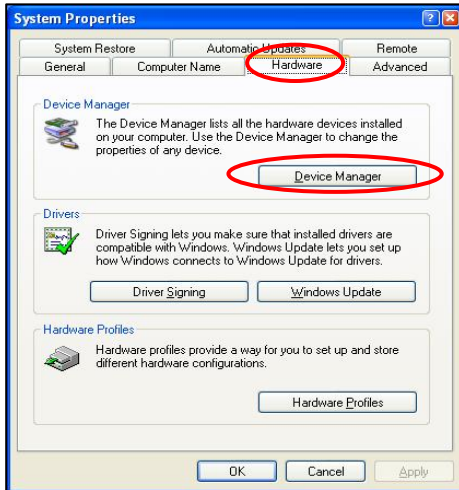 System Properties
System Restore Automatic Updates Remote
General Computer Name Hardware Advanced
Device Manager
The Device Manager lists all the hardware devices installed
on your computer. Use the Device Manager to change the
properties of any device.
Device Manager
Drivers
Driver Signing lets you make sure that installed drivers are
compatible with Windows. Windows Update lets you set up
how Windows connects to Windows Update for drivers.
Driver Signing Windows Update
Hardware Profiles
Hardware profiles provide a way for you to set up and store
different hardware configurations.
Hardware Profiles
OK Cancel Apply